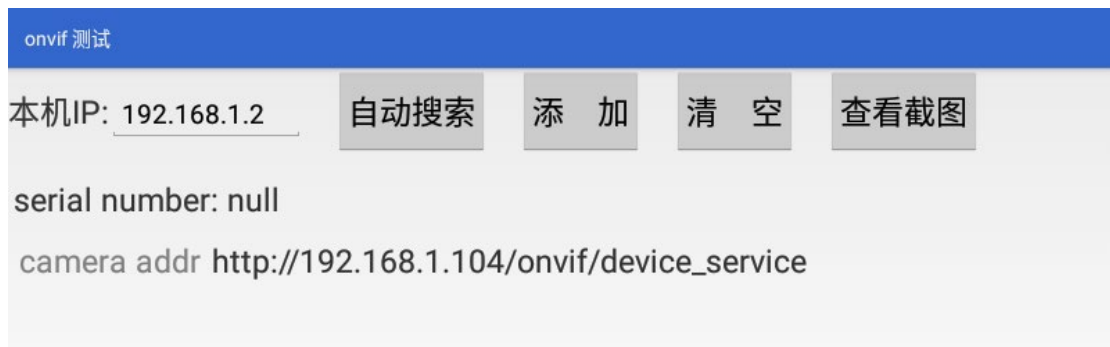 onvif 测试
本机IP: 192.168.1.2 自动搜索 添 加 清 空 查看截图
serial number: null
camera addr http://192.168.1.104/onvif/device_service